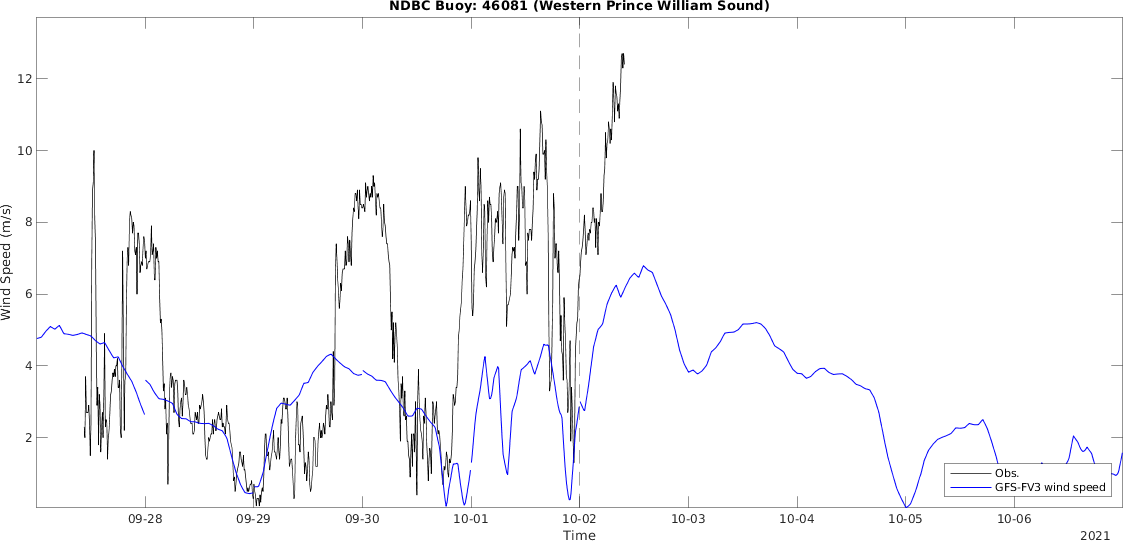 NDBC Buoy: 46081 (Western Prince William Sound)
Wind Speed (m/s)
12
10
8
6
4
2
Obs.
GFS-FV3 wind speed
09-28 09-29 09-30 10-01 10-02 10-03 10-04 10-05 10-06
Time
2021